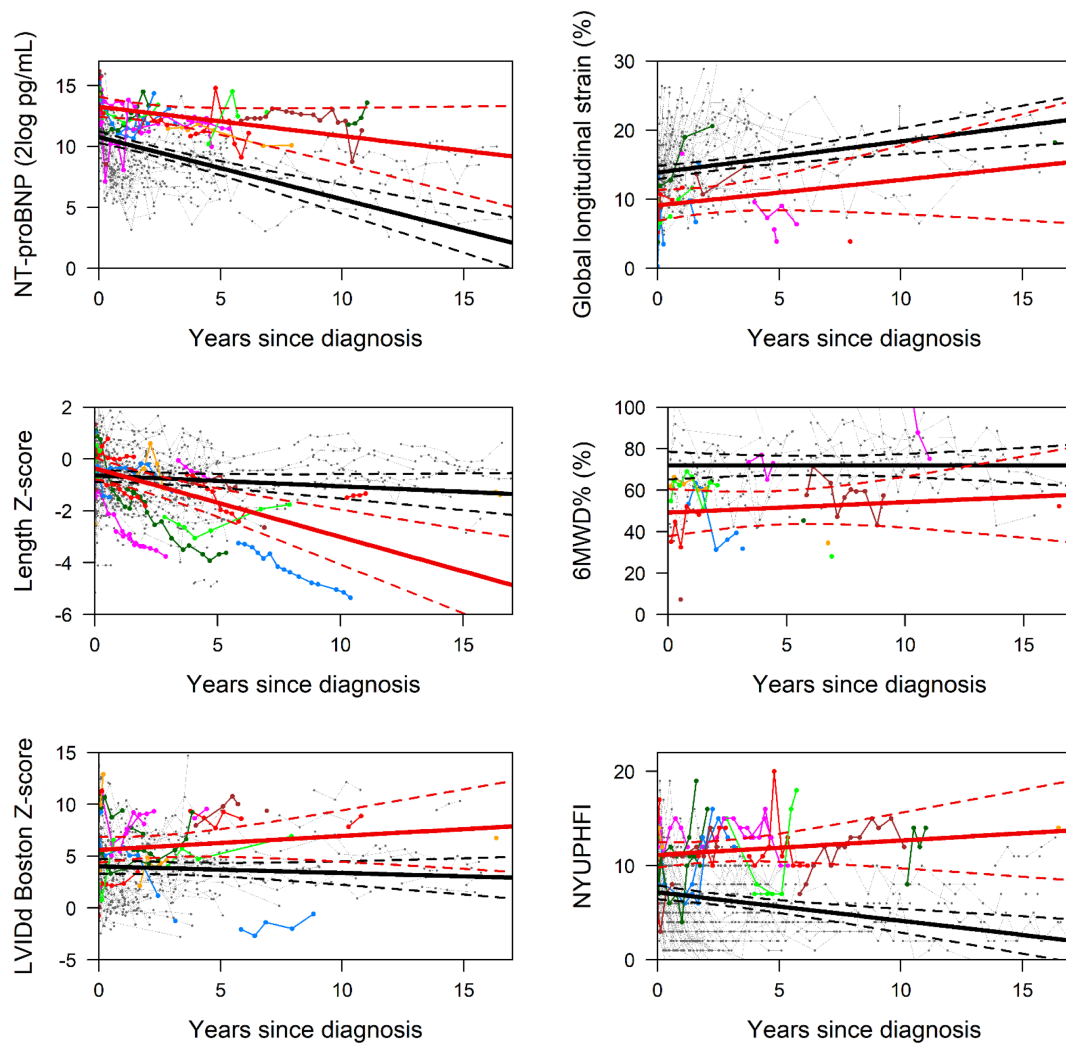 NT-proBNP (2log pg/mL)
15
10
5
0
0 5 10 15
Years since diagnosis
Global longitudinal strain (%)
30
20
10
0
0 5 10 15
Years since diagnosis
Length Z-score
2
0
-2
-4
-6
0 5 10 15
Years since diagnosis
6MWD% (%)
100
80
60
40
20
0
0 5 10 15
Years since diagnosis
LVIDd Boston Z-score
15
10
5
0
-5
0 5 10 15
Years since diagnosis
NYUPHFI
20
10
0
0 5 10 15
Years since diagnosis